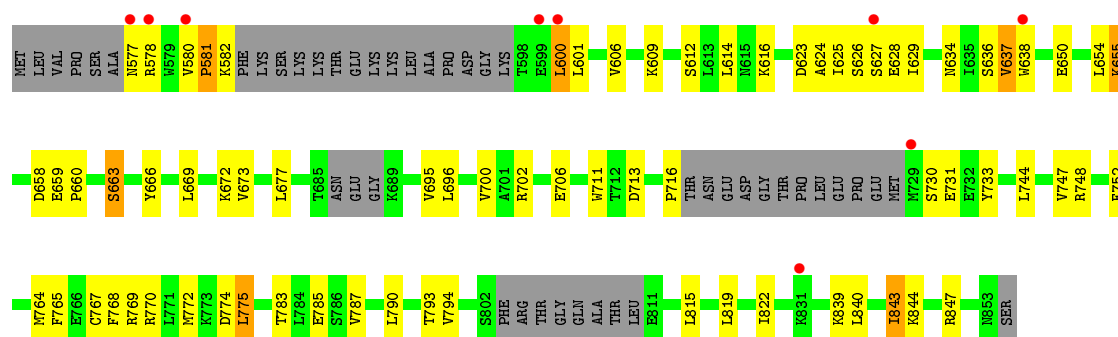 MET LEU VAL PRO SER ALA N577 R578 W579 V580 P581 K582 PHE LYS SER LYS LYS THR GLU LYS LYS LEU ALA PRO ASP GLY LYS T598 E599 L600 L601 V606 K609 S612 L613 L614 N615 K616 D623 A624 I625 S626 S627 E628 I629 N634 I635 S636 V637 W638 E650 L654 K655
D658 E659 P660 S663 Y666 L669 K672 V673 L677 T685 ASN GLU GLY K689 V695 L696 V700 A701 R702 E706 W711 T712 D713 P716 THR ASN GLU ASP GLY THR PRO LEU GLU PRO GLU MET M729 S730 E731 E732 Y733 L744 V747 R748
M764 F765 E766 C767 F768 R769 R770 L771 M772 K773 D774 L775 T783 L784 E785 S786 V787 L790 T793 V794 S802 PHE ARG THR GLY GLN ALA THR LEU E811 L815 L819 I822 K831 K839 L840 I843 K844 R847 N853 SER